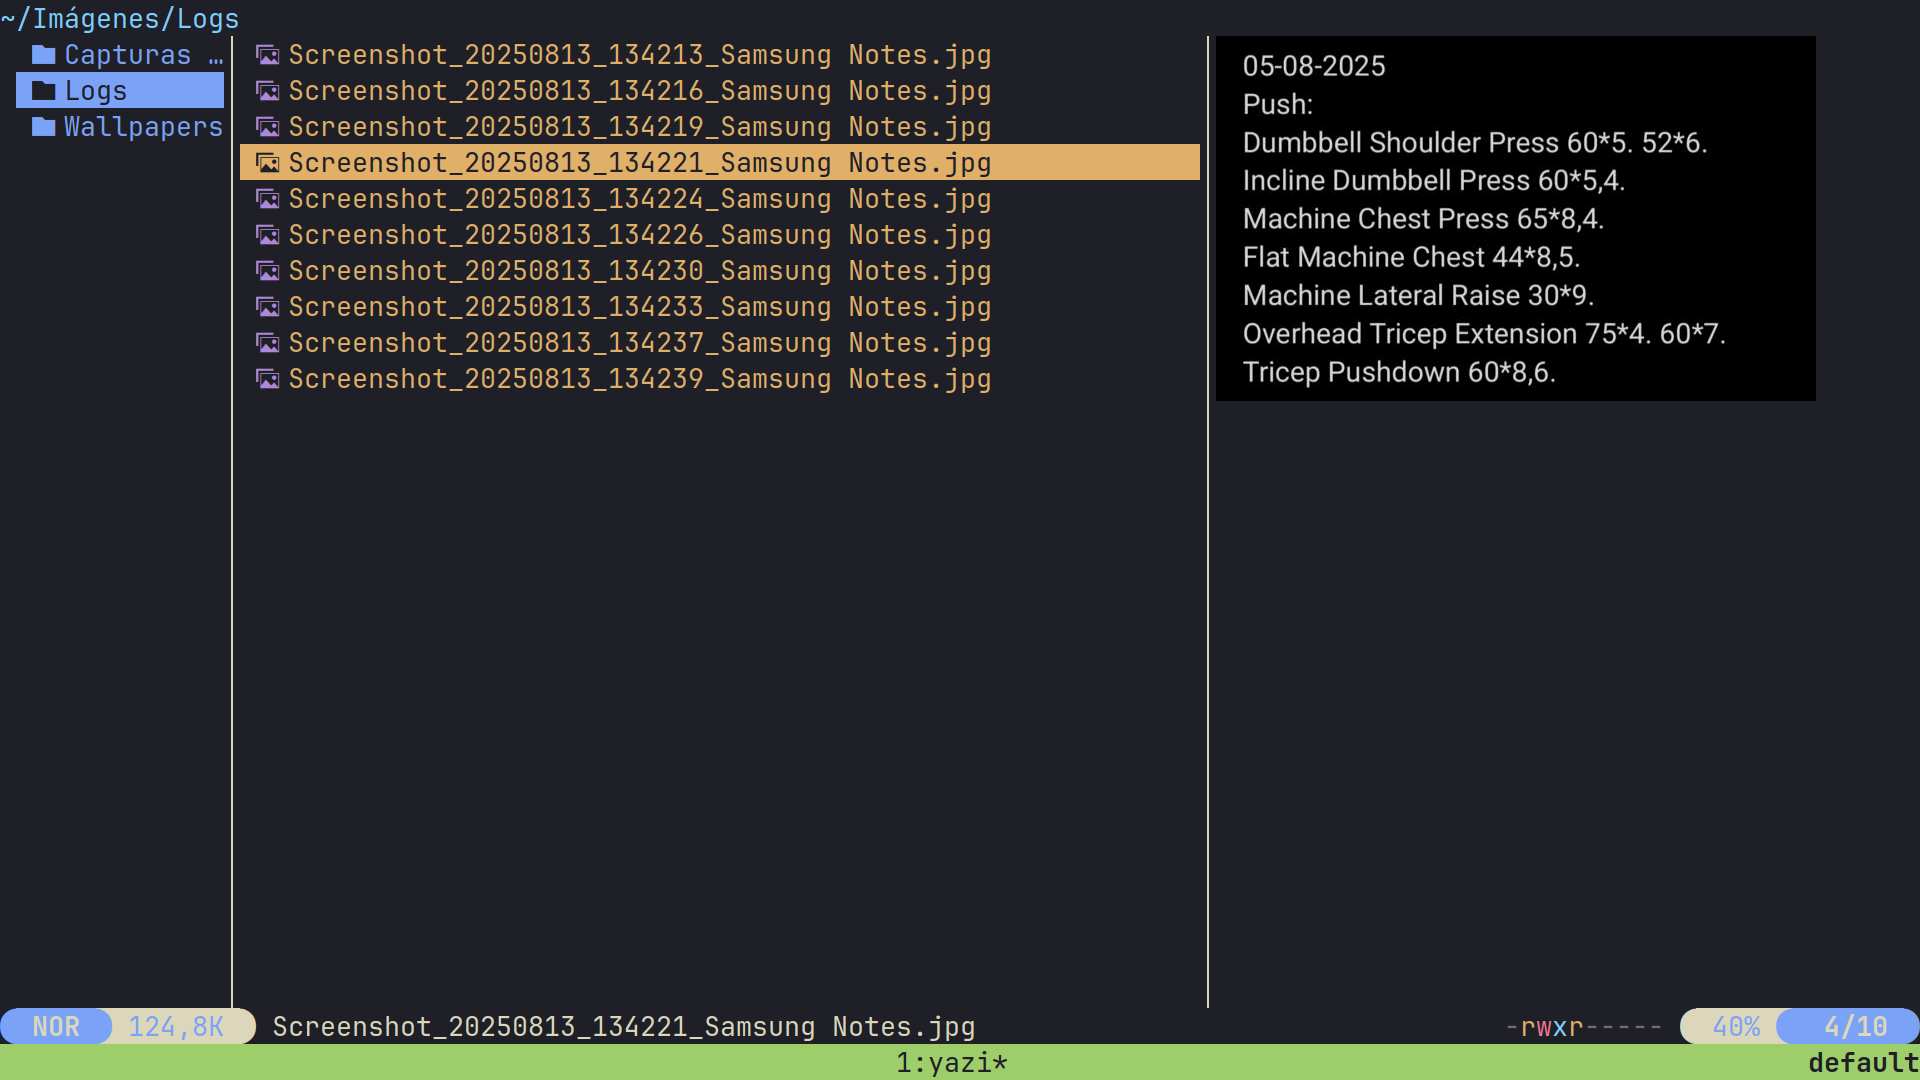 ~/Imágenes/Logs
Capturas …
Logs
Wallpapers
Screenshot_20250813_134213_Samsung Notes.jpg
Screenshot_20250813_134216_Samsung Notes.jpg
Screenshot_20250813_134219_Samsung Notes.jpg
Screenshot_20250813_134221_Samsung Notes.jpg
Screenshot_20250813_134224_Samsung Notes.jpg
Screenshot_20250813_134226_Samsung Notes.jpg
Screenshot_20250813_134230_Samsung Notes.jpg
Screenshot_20250813_134233_Samsung Notes.jpg
Screenshot_20250813_134237_Samsung Notes.jpg
Screenshot_20250813_134239_Samsung Notes.jpg
05-08-2025
Push:
Dumbbell Shoulder Press 60*5. 52*6.
Incline Dumbbell Press 60*5,4.
Machine Chest Press 65*8,4.
Flat Machine Chest 44*8,5.
Machine Lateral Raise 30*9.
Overhead Tricep Extension 75*4. 60*7.
Tricep Pushdown 60*8,6.
NOR 124,8K Screenshot_20250813_134221_Samsung Notes.jpg -rwxr----- 40% 4/10
1:yazi* default